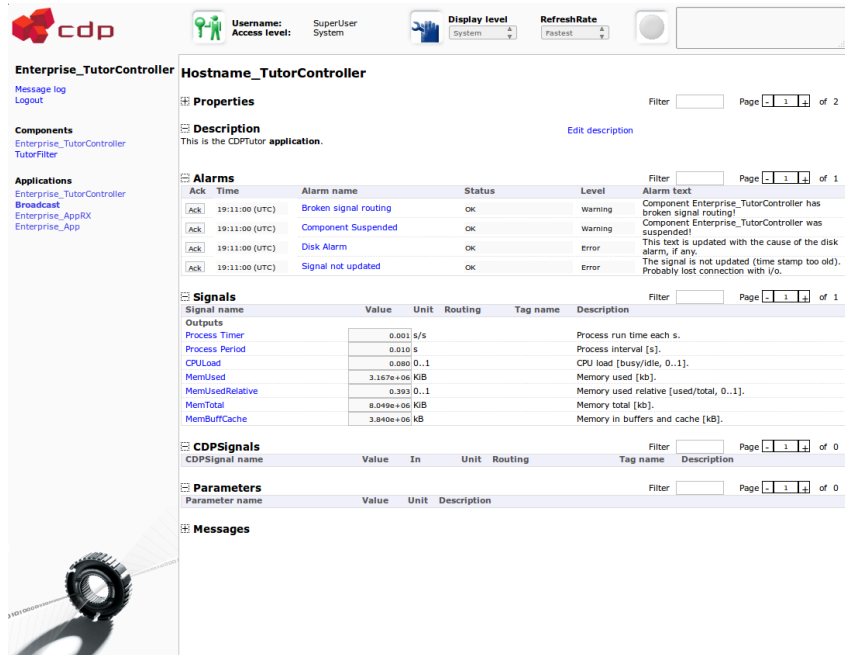 cdp
Username: SuperUser
Access level: System
Display level
System
RefreshRate
Fastest
Enterprise_TutorController
Message log
Logout
Components
Enterprise_TutorController
TutorFilter
Applications
Enterprise_TutorController
Broadcast
Enterprise_AppRX
Enterprise_App
Hostname_TutorController
Properties Filter Page - 1 + of 2
Description Edit description
This is the CDPTutor application.
Alarms Filter Page - 1 + of 1
Ack Time Alarm name Status Level Alarm text
Ack 19:11:00 (UTC) Broken signal routing OK Warning Component Enterprise_TutorController has
broken signal routing!
Ack 19:11:00 (UTC) Component Suspended OK Warning Component Enterprise_TutorController was
suspended!
Ack 19:11:00 (UTC) Disk Alarm OK Error This text is updated with the cause of the disk
alarm, if any.
Ack 19:11:00 (UTC) Signal not updated OK Error The signal is not updated (time stamp too old).
Probably lost connection with i/o.
Signals Filter Page - 1 + of 1
Signal name Value Unit Routing Tag name Description
Outputs
Process Timer 0.001 s/s Process run time each s.
Process Period 0.010 s Process interval [s].
CPULoad 0.080 0..1 CPU load [busy/idle, 0..1].
MemUsed 3.167e+06 KiB Memory used [kb].
MemUsedRelative 0.393 0..1 Memory used relative [used/total, 0..1].
MemTotal 8.049e+06 KiB Memory total [kb].
MemBuffCache 3.840e+06 kB Memory in buffers and cache [kB].
CDPSignals Filter Page - 1 + of 0
CDPSignal name Value In Unit Routing Tag name Description
Parameters Filter Page - 1 + of 0
Parameter name Value Unit Description
Messages